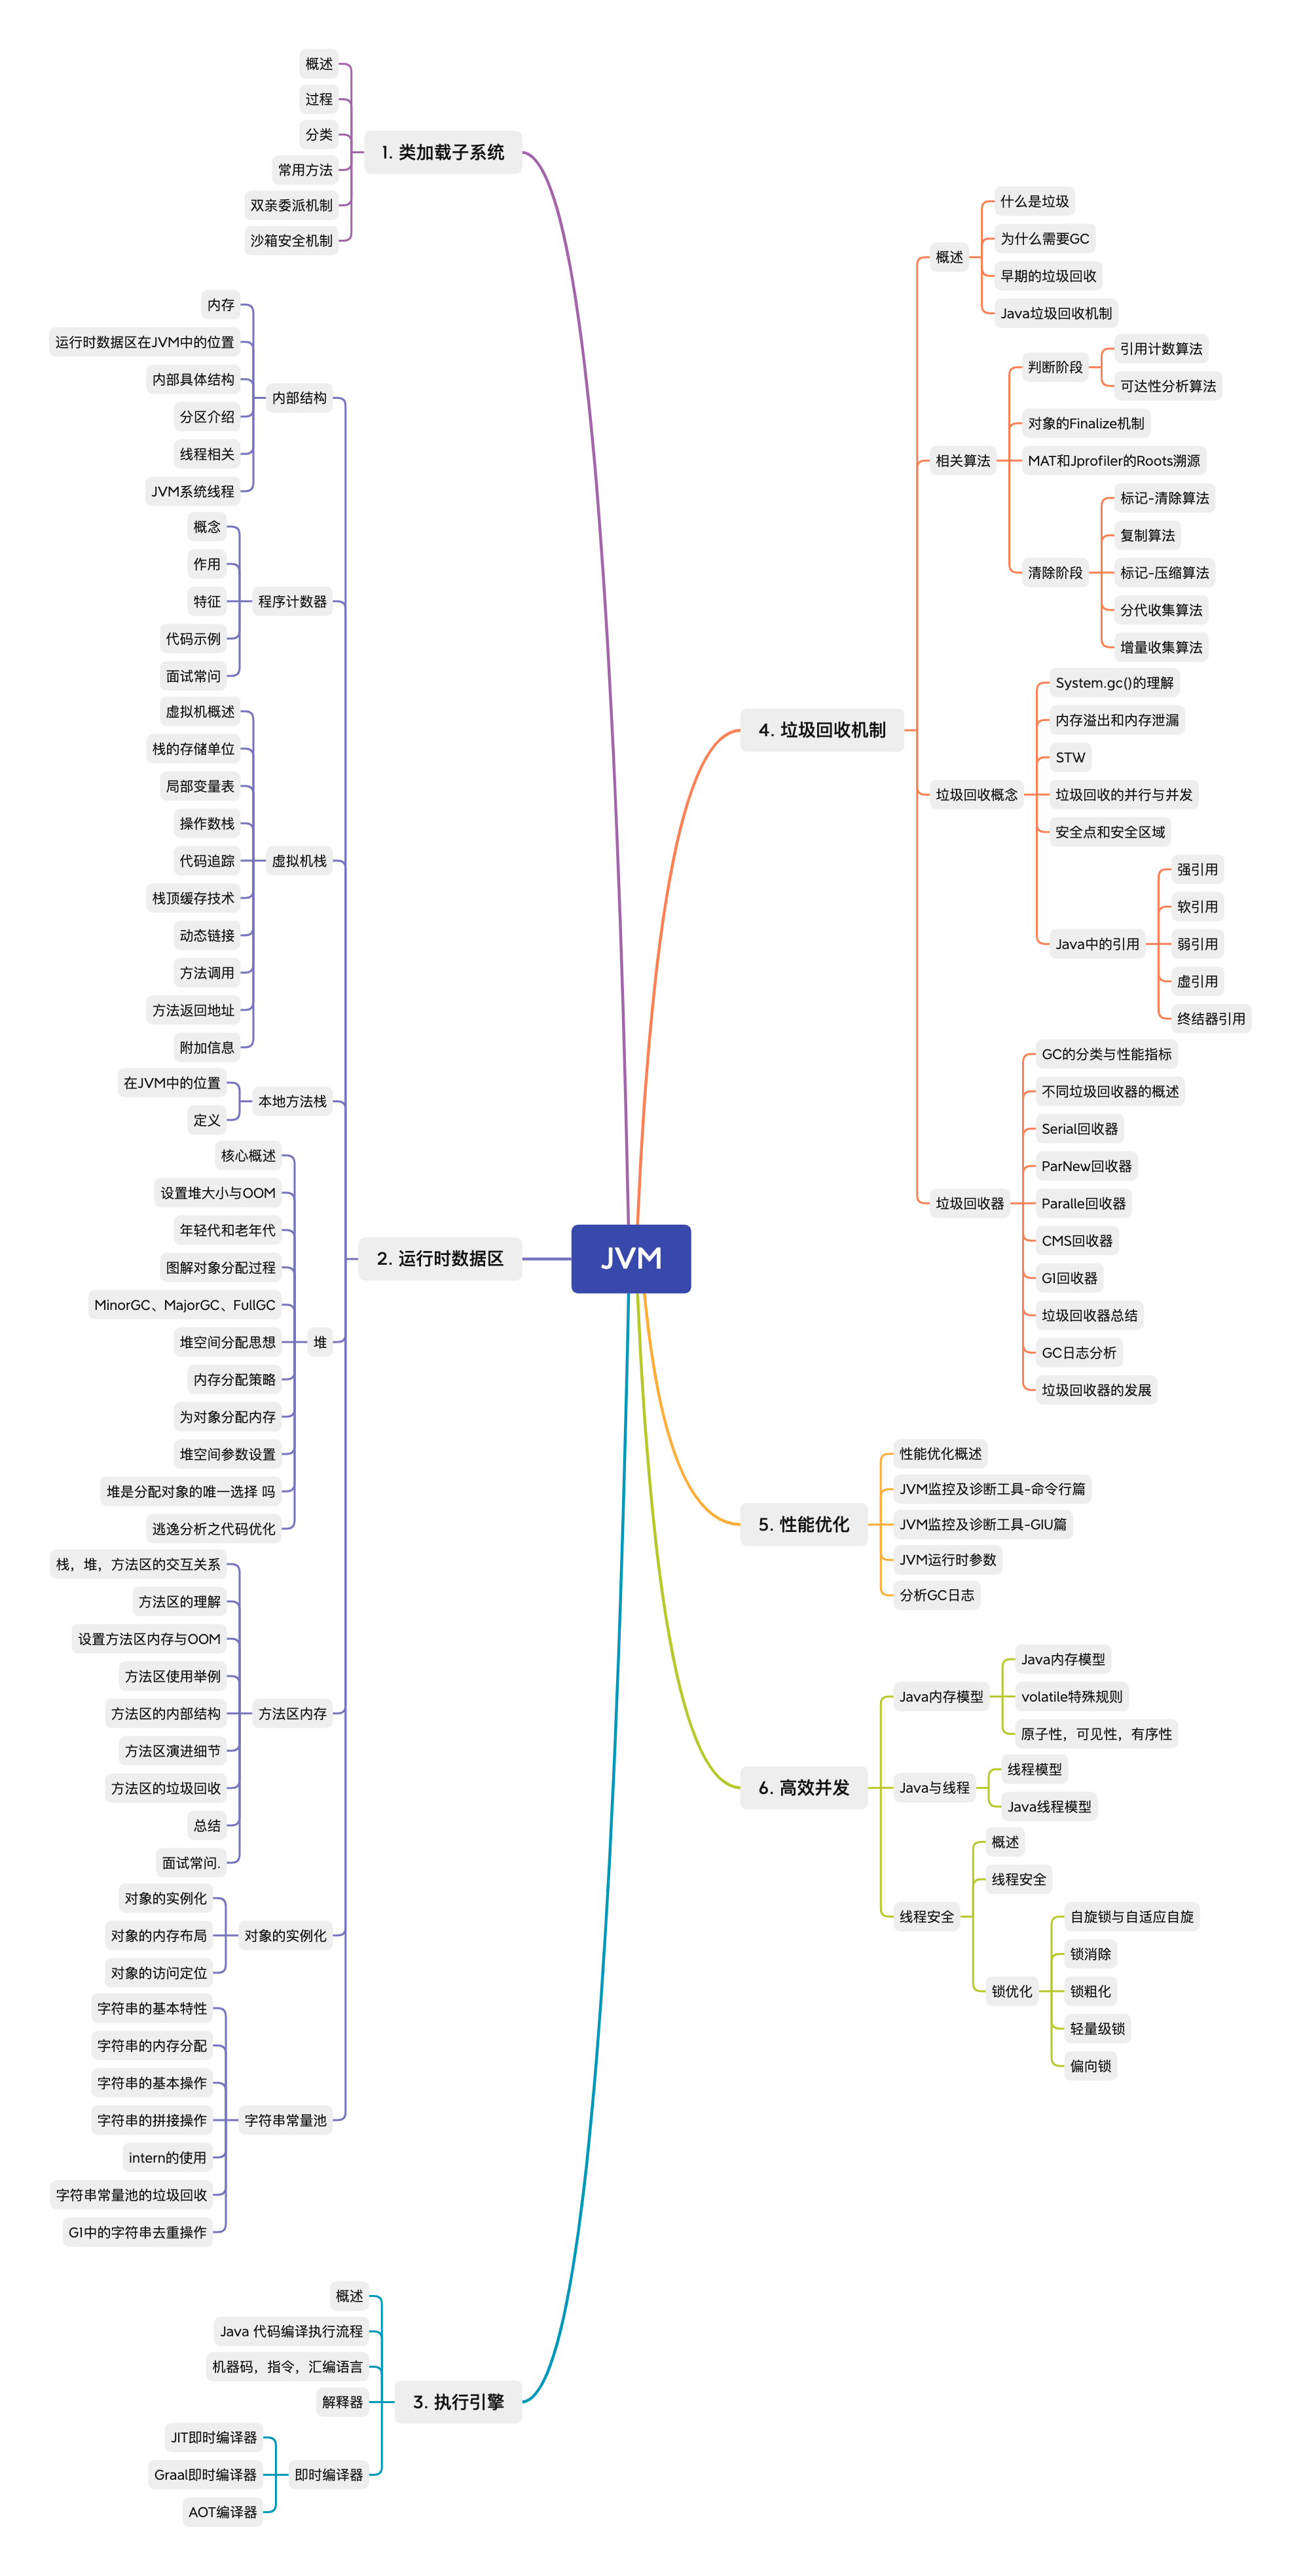 JVM
1. 类加载子系统
概述
过程
分类
常用方法
双亲委派机制
沙箱安全机制
2. 运行时数据区
内部结构
内存
运行时数据区在JVM中的位置
内部具体结构
分区介绍
线程相关
JVM系统线程
程序计数器
概念
作用
特征
代码示例
面试常问
虚拟机栈
虚拟机概述
栈的存储单位
局部变量表
操作数栈
代码追踪
栈顶缓存技术
动态链接
方法调用
方法返回地址
附加信息
本地方法栈
在JVM中的位置
定义
堆
核心概述
设置堆大小与OOM
年轻代和老年代
图解对象分配过程
MinorGC、MajorGC、FullGC
堆空间分配思想
内存分配策略
为对象分配内存
堆空间参数设置
堆是分配对象的唯一选择 吗
逃逸分析之代码优化
方法区内存
栈，堆，方法区的交互关系
方法区的理解
设置方法区内存与OOM
方法区使用举例
方法区的内部结构
方法区演进细节
方法区的垃圾回收
总结
面试常问.
对象的实例化
对象的实例化
对象的内存布局
对象的访问定位
字符串常量池
字符串的基本特性
字符串的内存分配
字符串的基本操作
字符串的拼接操作
intern的使用
字符串常量池的垃圾回收
G1中的字符串去重操作
3. 执行引擎
概述
Java 代码编译执行流程
机器码，指令，汇编语言
解释器
即时编译器
JIT即时编译器
Graal即时编译器
AOT编译器
4. 垃圾回收机制
概述
什么是垃圾
为什么需要GC
早期的垃圾回收
Java垃圾回收机制
相关算法
判断阶段
引用计数算法
可达性分析算法
对象的Finalize机制
MAT和Jprofiler的Roots溯源
清除阶段
标记-清除算法
复制算法
标记-压缩算法
分代收集算法
增量收集算法
垃圾回收概念
System.gc()的理解
内存溢出和内存泄漏
STW
垃圾回收的并行与并发
安全点和安全区域
Java中的引用
强引用
软引用
弱引用
虚引用
终结器引用
垃圾回收器
GC的分类与性能指标
不同垃圾回收器的概述
Serial回收器
ParNew回收器
Paralle回收器
CMS回收器
G1回收器
垃圾回收器总结
GC日志分析
垃圾回收器的发展
5. 性能优化
性能优化概述
JVM监控及诊断工具-命令行篇
JVM监控及诊断工具-GIU篇
JVM运行时参数
分析GC日志
6. 高效并发
Java内存模型
Java内存模型
volatile特殊规则
原子性，可见性，有序性
Java与线程
线程模型
Java线程模型
线程安全
概述
线程安全
锁优化
自旋锁与自适应自旋
锁消除
锁粗化
轻量级锁
偏向锁